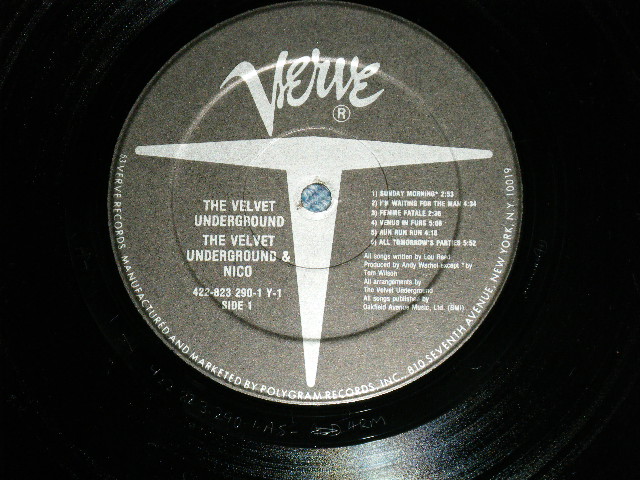 Verve
®
THE VELVET
UNDERGROUND
THE VELVET
UNDERGROUND &
NICO
422-823 290-1 Y-1
SIDE 1
1) SUNDAY MORNING* 2:53
2) I'M WAITING FOR THE MAN 4:34
3) FEMME FATALE 2:36
4) VENUS IN FURS 5:09
5) RUN RUN RUN 4:18
6) ALL TOMORROW'S PARTIES 5:52
All songs written by Lou Reed
Produced by Andy Warhol except * by
Tom Wilson
All arrangements by
The Velvet Underground
All songs published by
Oakfield Avenue Music, Ltd. (BMI)
VERVE RECORDS. MANUFACTURED AND MARKETED BY POLYGRAM RECORDS, INC. 810 SEVENTH AVENUE, NEW YORK, N.Y. 10019